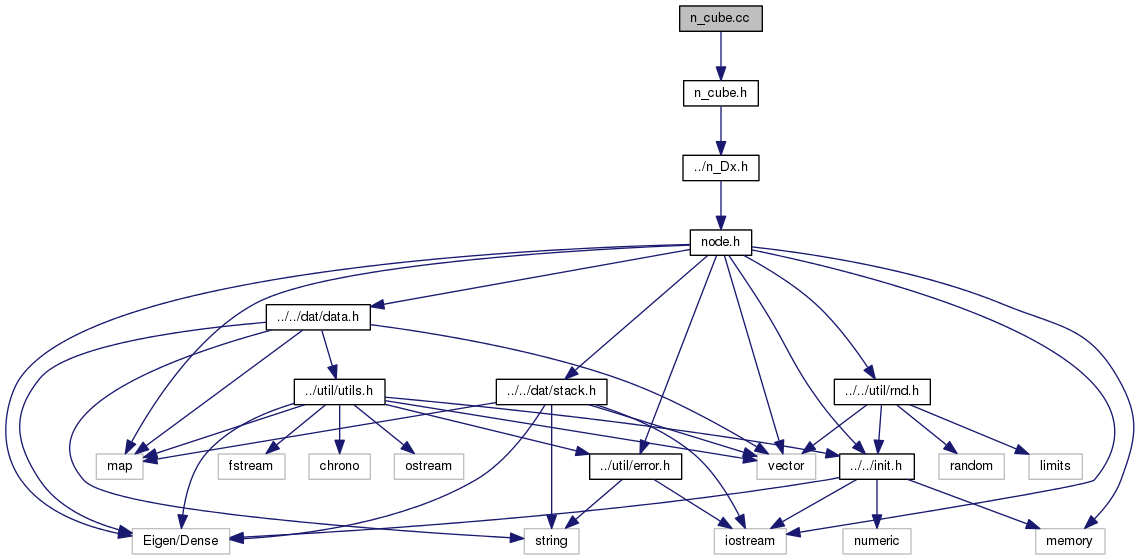 n_cube.cc
n_cube.h
../n_Dx.h
node.h
../../dat/data.h
../util/utils.h
../../dat/stack.h
../../util/rnd.h
map
fstream
chrono
ostream
../util/error.h
vector
../../init.h
random
limits
Eigen/Dense
string
iostream
numeric
memory